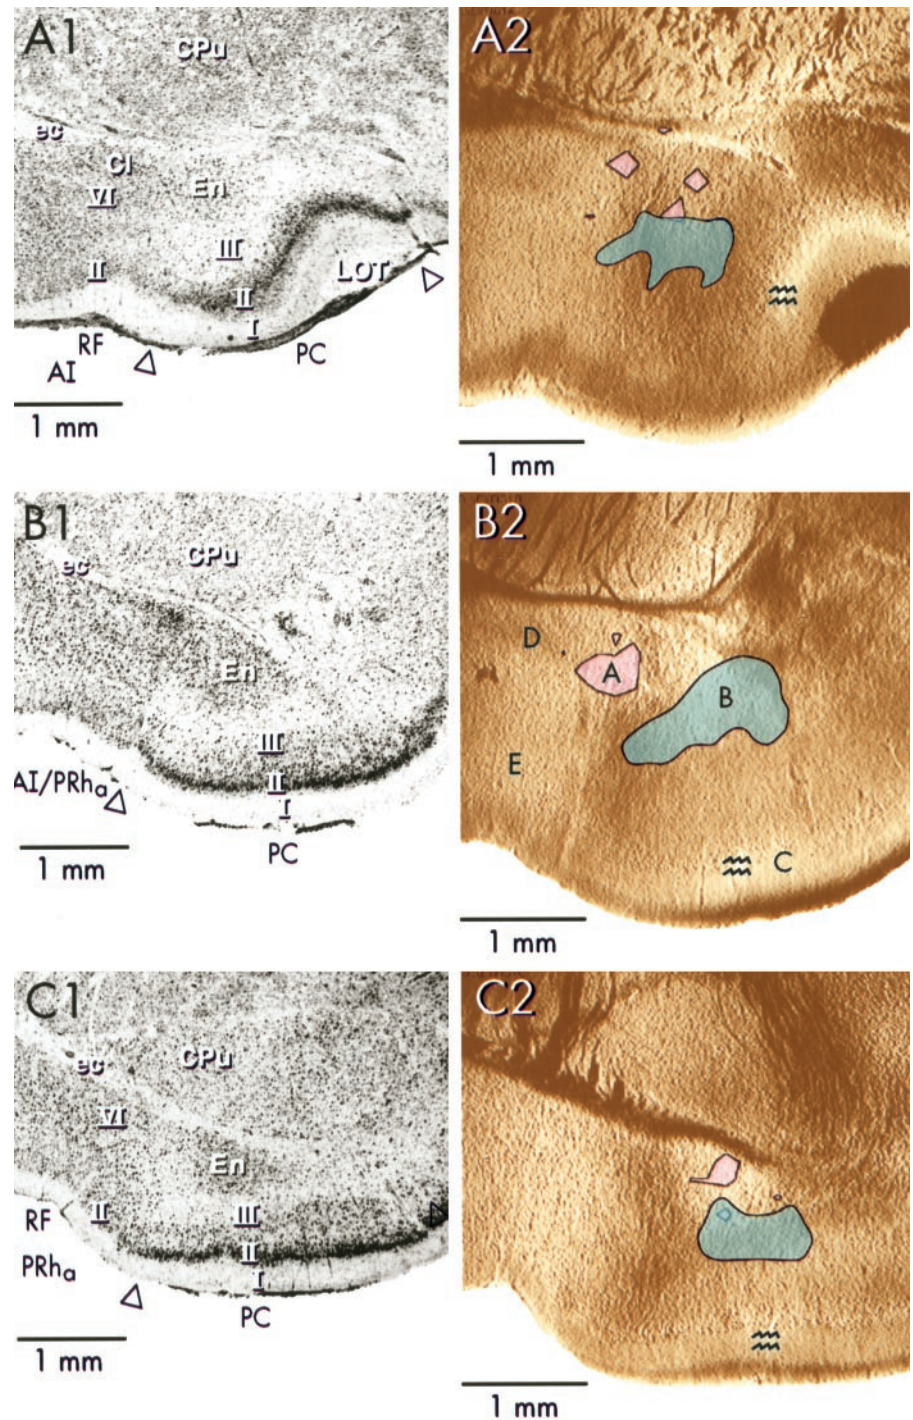 A1
CPu
ec
Cl
En
VI
III
II
LOT
II
I
RF
PC
AI
1 mm
A2
1 mm
B1
CPu
ec
En
III
II
AI/PRha
I
PC
1 mm
B2
D
A
B
E
C
1 mm
C1
CPu
ec
VI
En
II
III
RF
II
PRha
I
PC
1 mm
C2
1 mm